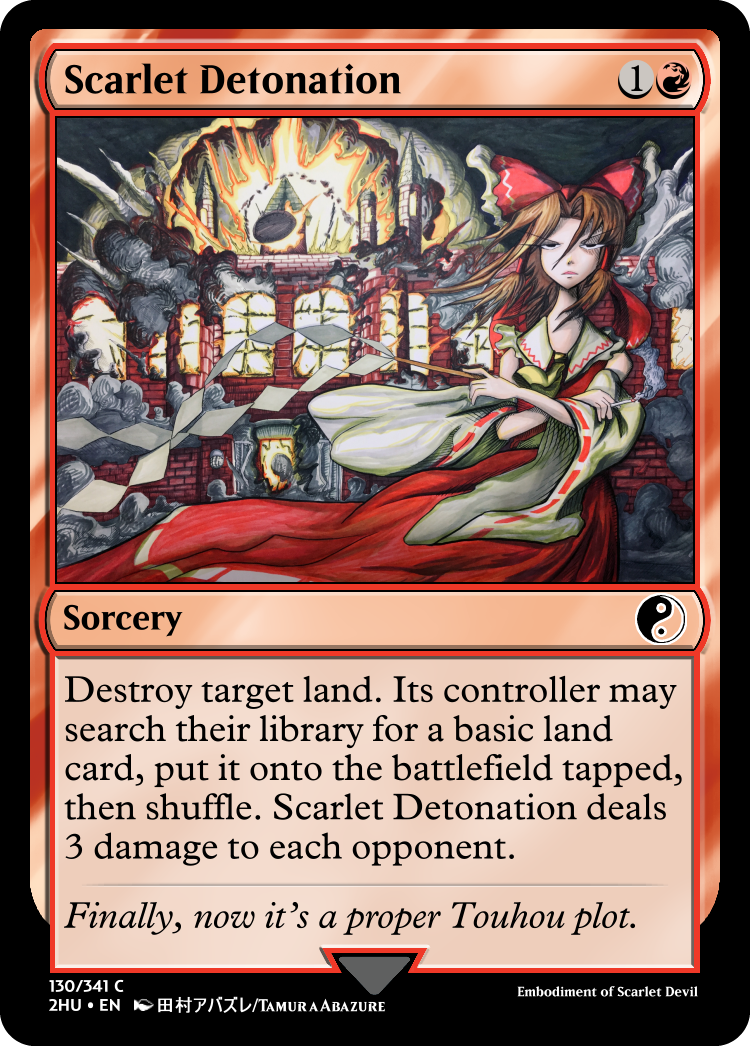 Scarlet Detonation
1
Sorcery
Destroy target land. Its controller may
search their library for a basic land
card, put it onto the battlefield tapped,
then shuffle. Scarlet Detonation deals
3 damage to each opponent.
Finally, now it's a proper Touhou plot.
130/341 C
2HU • EN 田村アバズレ/Tamura Abazure
Embodiment of Scarlet Devil